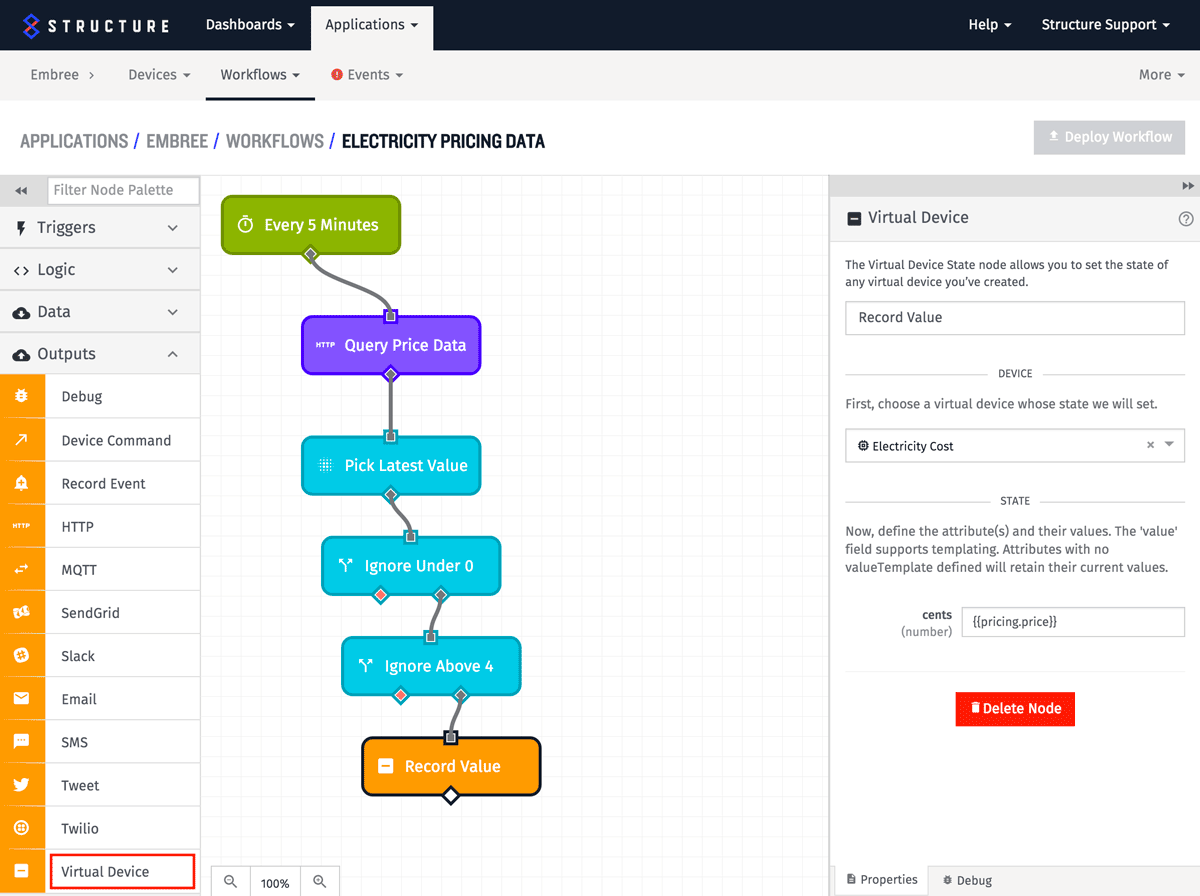 STRUCTURE
Dashboards
Applications
Help
Structure Support
Embree
Devices
Workflows
Events
More
APPLICATIONS / EMBREE / WORKFLOWS / ELECTRICITY PRICING DATA
Deploy Workflow
Filter Node Palette
Triggers
Logic
Data
Outputs
Debug
Device Command
Record Event
HTTP
HTTP
MQTT
SendGrid
Slack
Email
SMS
Tweet
Twilio
Virtual Device
Every 5 Minutes
HTTP Query Price Data
Pick Latest Value
Ignore Under 0
Ignore Above 4
Record Value
100%
Virtual Device
The Virtual Device State node allows you to set the state of
any virtual device you've created.
Record Value
DEVICE
First, choose a virtual device whose state we will set.
Electricity Cost
STATE
Now, define the attribute(s) and their values. The 'value'
field supports templating. Attributes with no
valueTemplate defined will retain their current values.
cents
(number)
{{pricing.price}}
Delete Node
Properties
Debug